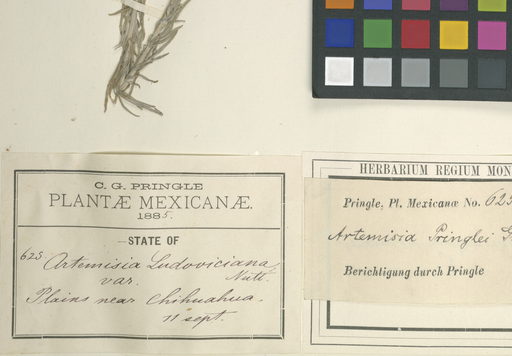 C. G. PRINGLE
PLANTÆ MEXICANÆ.
1885.
STATE OF
625 Artemisia Ludoviciana
Nutt.
var.
Plains near Chihuahua.
11 Sept.
HERBARIUM REGIUM MON
Pringle, Pl. Mexicanæ No. 625
Artemisia Pringlei G
Berichtigung durch Pringle